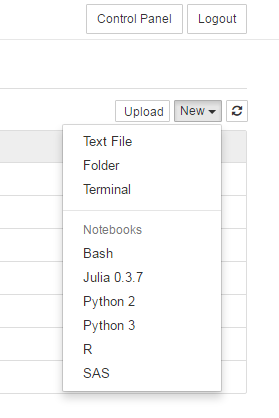 Control Panel Logout
Upload New
Text File
Folder
Terminal
Notebooks
Bash
Julia 0.3.7
Python 2
Python 3
R
SAS